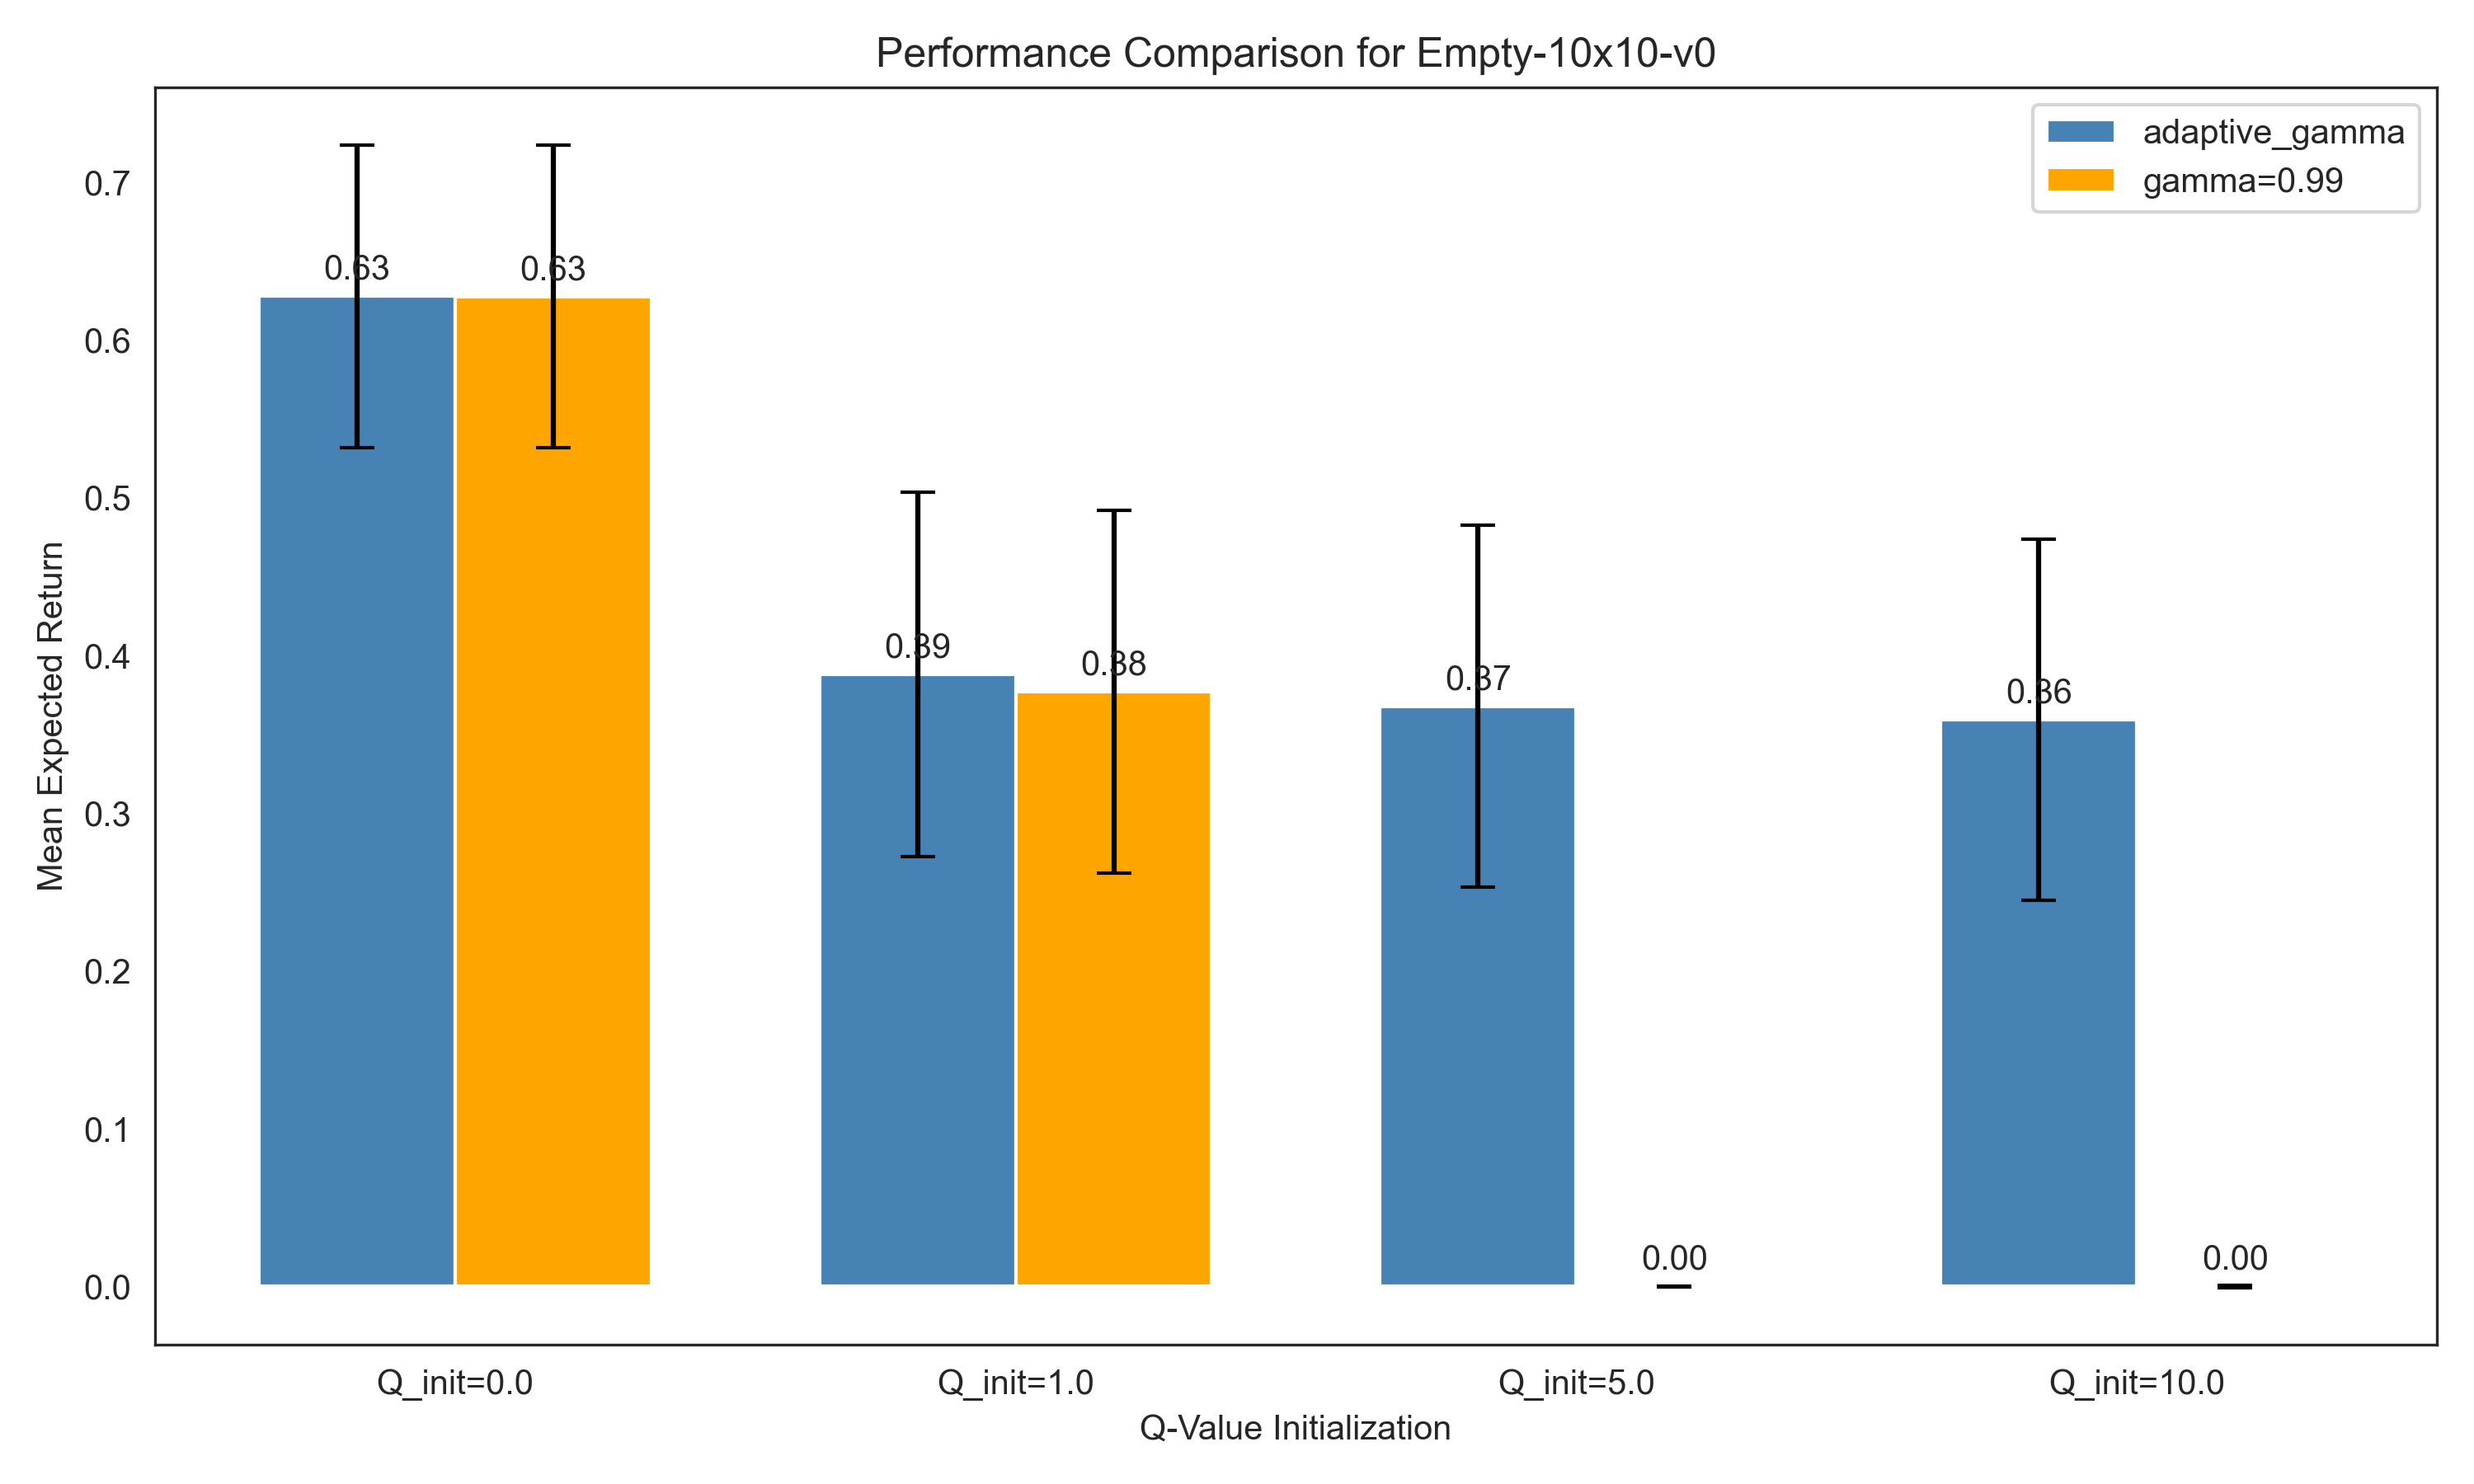 Performance Comparison for Empty-10x10-v0
adaptive_gamma
gamma=0.99
Mean Expected Return
0.7
0.6
0.5
0.4
0.3
0.2
0.1
0.0
0.63
0.63
0.39
0.38
0.37
0.00
0.36
0.00
Q_init=0.0
Q_init=1.0
Q_init=5.0
Q_init=10.0
Q-Value Initialization